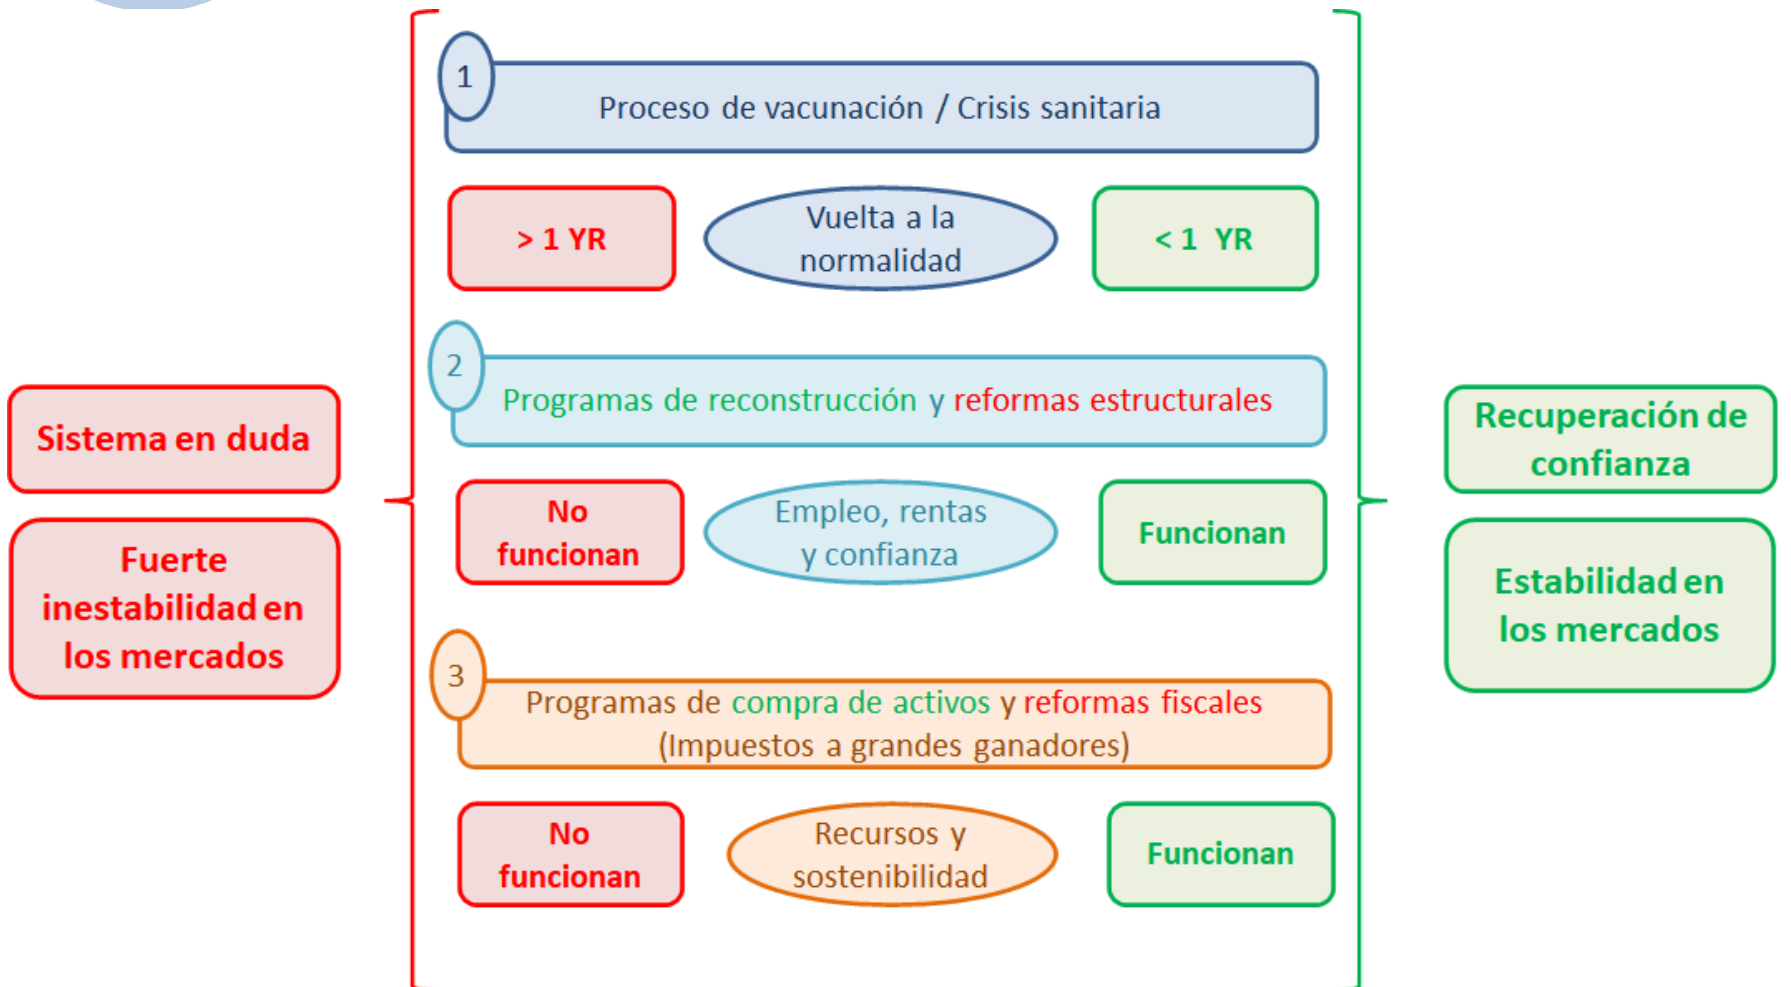 1
Proceso de vacunación / Crisis sanitaria
> 1 YR
Vuelta a la
normalidad
< 1 YR
2
Programas de reconstrucción y reformas estructurales
No
funcionan
Empleo, rentas
y confianza
Funcionan
3
Programas de compra de activos y reformas fiscales
(Impuestos a grandes ganadores)
No
funcionan
Recursos y
sostenibilidad
Funcionan
Sistema en duda
Fuerte
inestabilidad en
los mercados
Recuperación de
confianza
Estabilidad en
los mercados